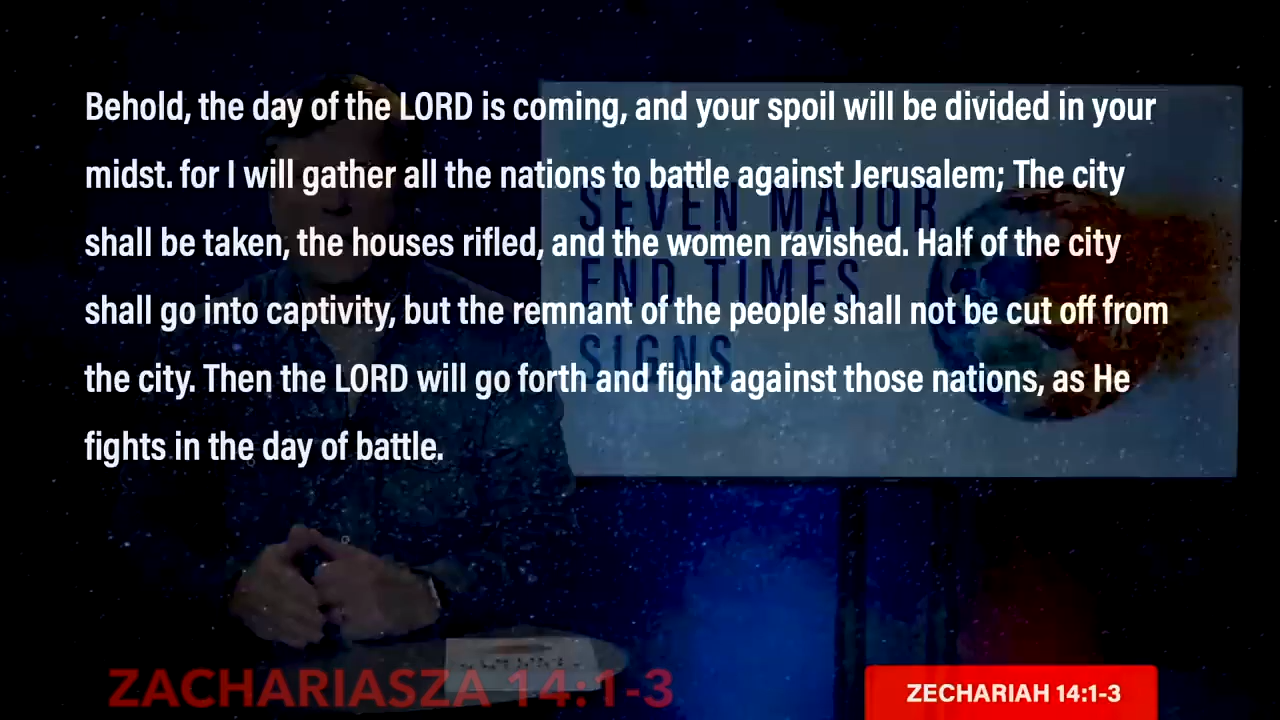 Behold, the day of the LORD is coming, and your spoil will be divided in your
midst. for I will gather all the nations to battle against Jerusalem; The city
shall be taken, the houses rifled, and the women ravished. Half of the city
shall go into captivity, but the remnant of the people shall not be cut off from
the city. Then the LORD will go forth and fight against those nations, as He
fights in the day of battle.
SEVEN MAJOR
END TIMES
SIGNS
ZACHARIASZA 14:1-3
ZECHARIAH 14:1-3